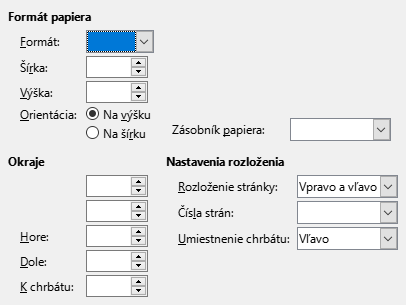 Formát papiera
Formát:
Šírka:
Výška:
Orientácia: Na výšku
Na šírku
Zásobník papiera:
Okraje
Nastavenia rozloženia
Rozloženie stránky: Vpravo a vľavo
Čísla strán:
Hore:
Umiestnenie chrbátu: Vľavo
Dole:
K chrbátu: